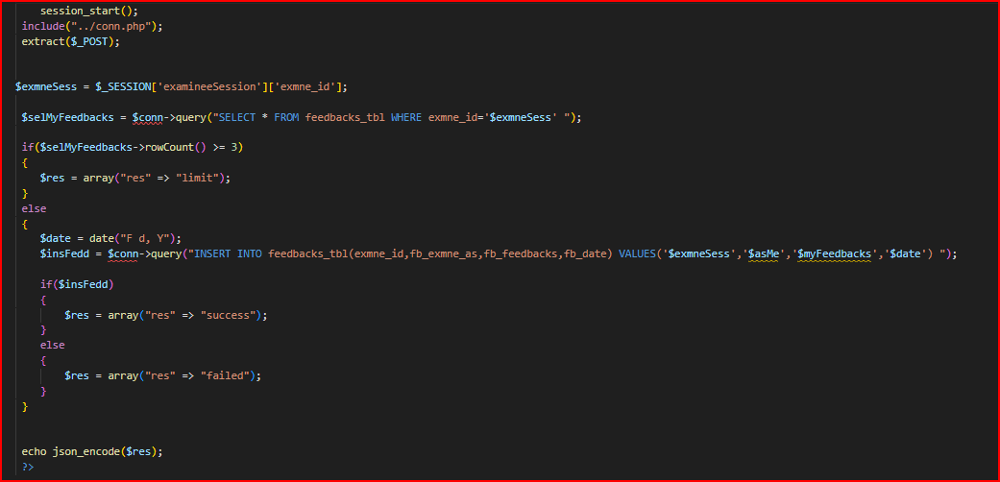 session_start();
include("../conn.php");
extract($_POST);
$exmneSess = $_SESSION['examineeSession']['exmne_id'];
$selMyFeedbacks = $conn->query("SELECT * FROM feedbacks_tbl WHERE exmne_id='$exmneSess' ");
if($selMyFeedbacks->rowCount() >= 3)
{
$res = array("res" => "limit");
}
else
{
$date = date("F d, Y");
$insFedd = $conn->query("INSERT INTO feedbacks_tbl(exmne_id,fb_exmne_as,fb_feedbacks,fb_date) VALUES('$exmneSess','$asMe','$myFeedbacks','$date') ");
if($insFedd)
{
$res = array("res" => "success");
}
else
{
$res = array("res" => "failed");
}
}
echo json_encode($res);
?>